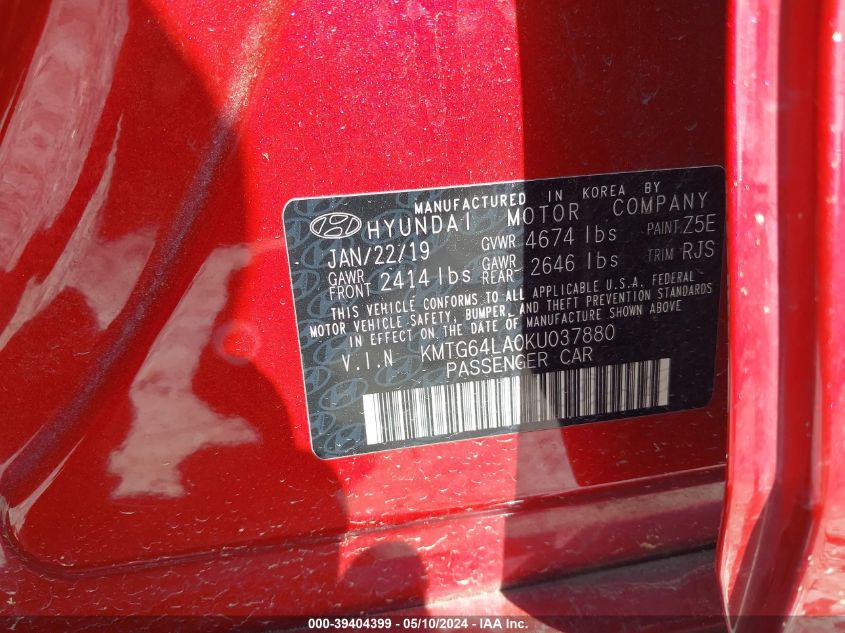 MANUFACTURED IN KOREA BY
HYUNDAI MOTOR COMPANY
JAN/22/19 GVWR 4674 lbs PAINT Z5E
GAWR FRONT 2414 lbs GAWR REAR 2646 lbs TRIM RJS
THIS VEHICLE CONFORMS TO ALL APPLICABLE U.S.A. FEDERAL
MOTOR VEHICLE SAFETY, BUMPER, AND THEFT PREVENTION STANDARDS
IN EFFECT ON THE DATE OF MANUFACTURE SHOWN ABOVE
V.I.N KMTG64LA0KU037880
PASSENGER CAR
000-39404399 - 05/10/2024 - IAA Inc.